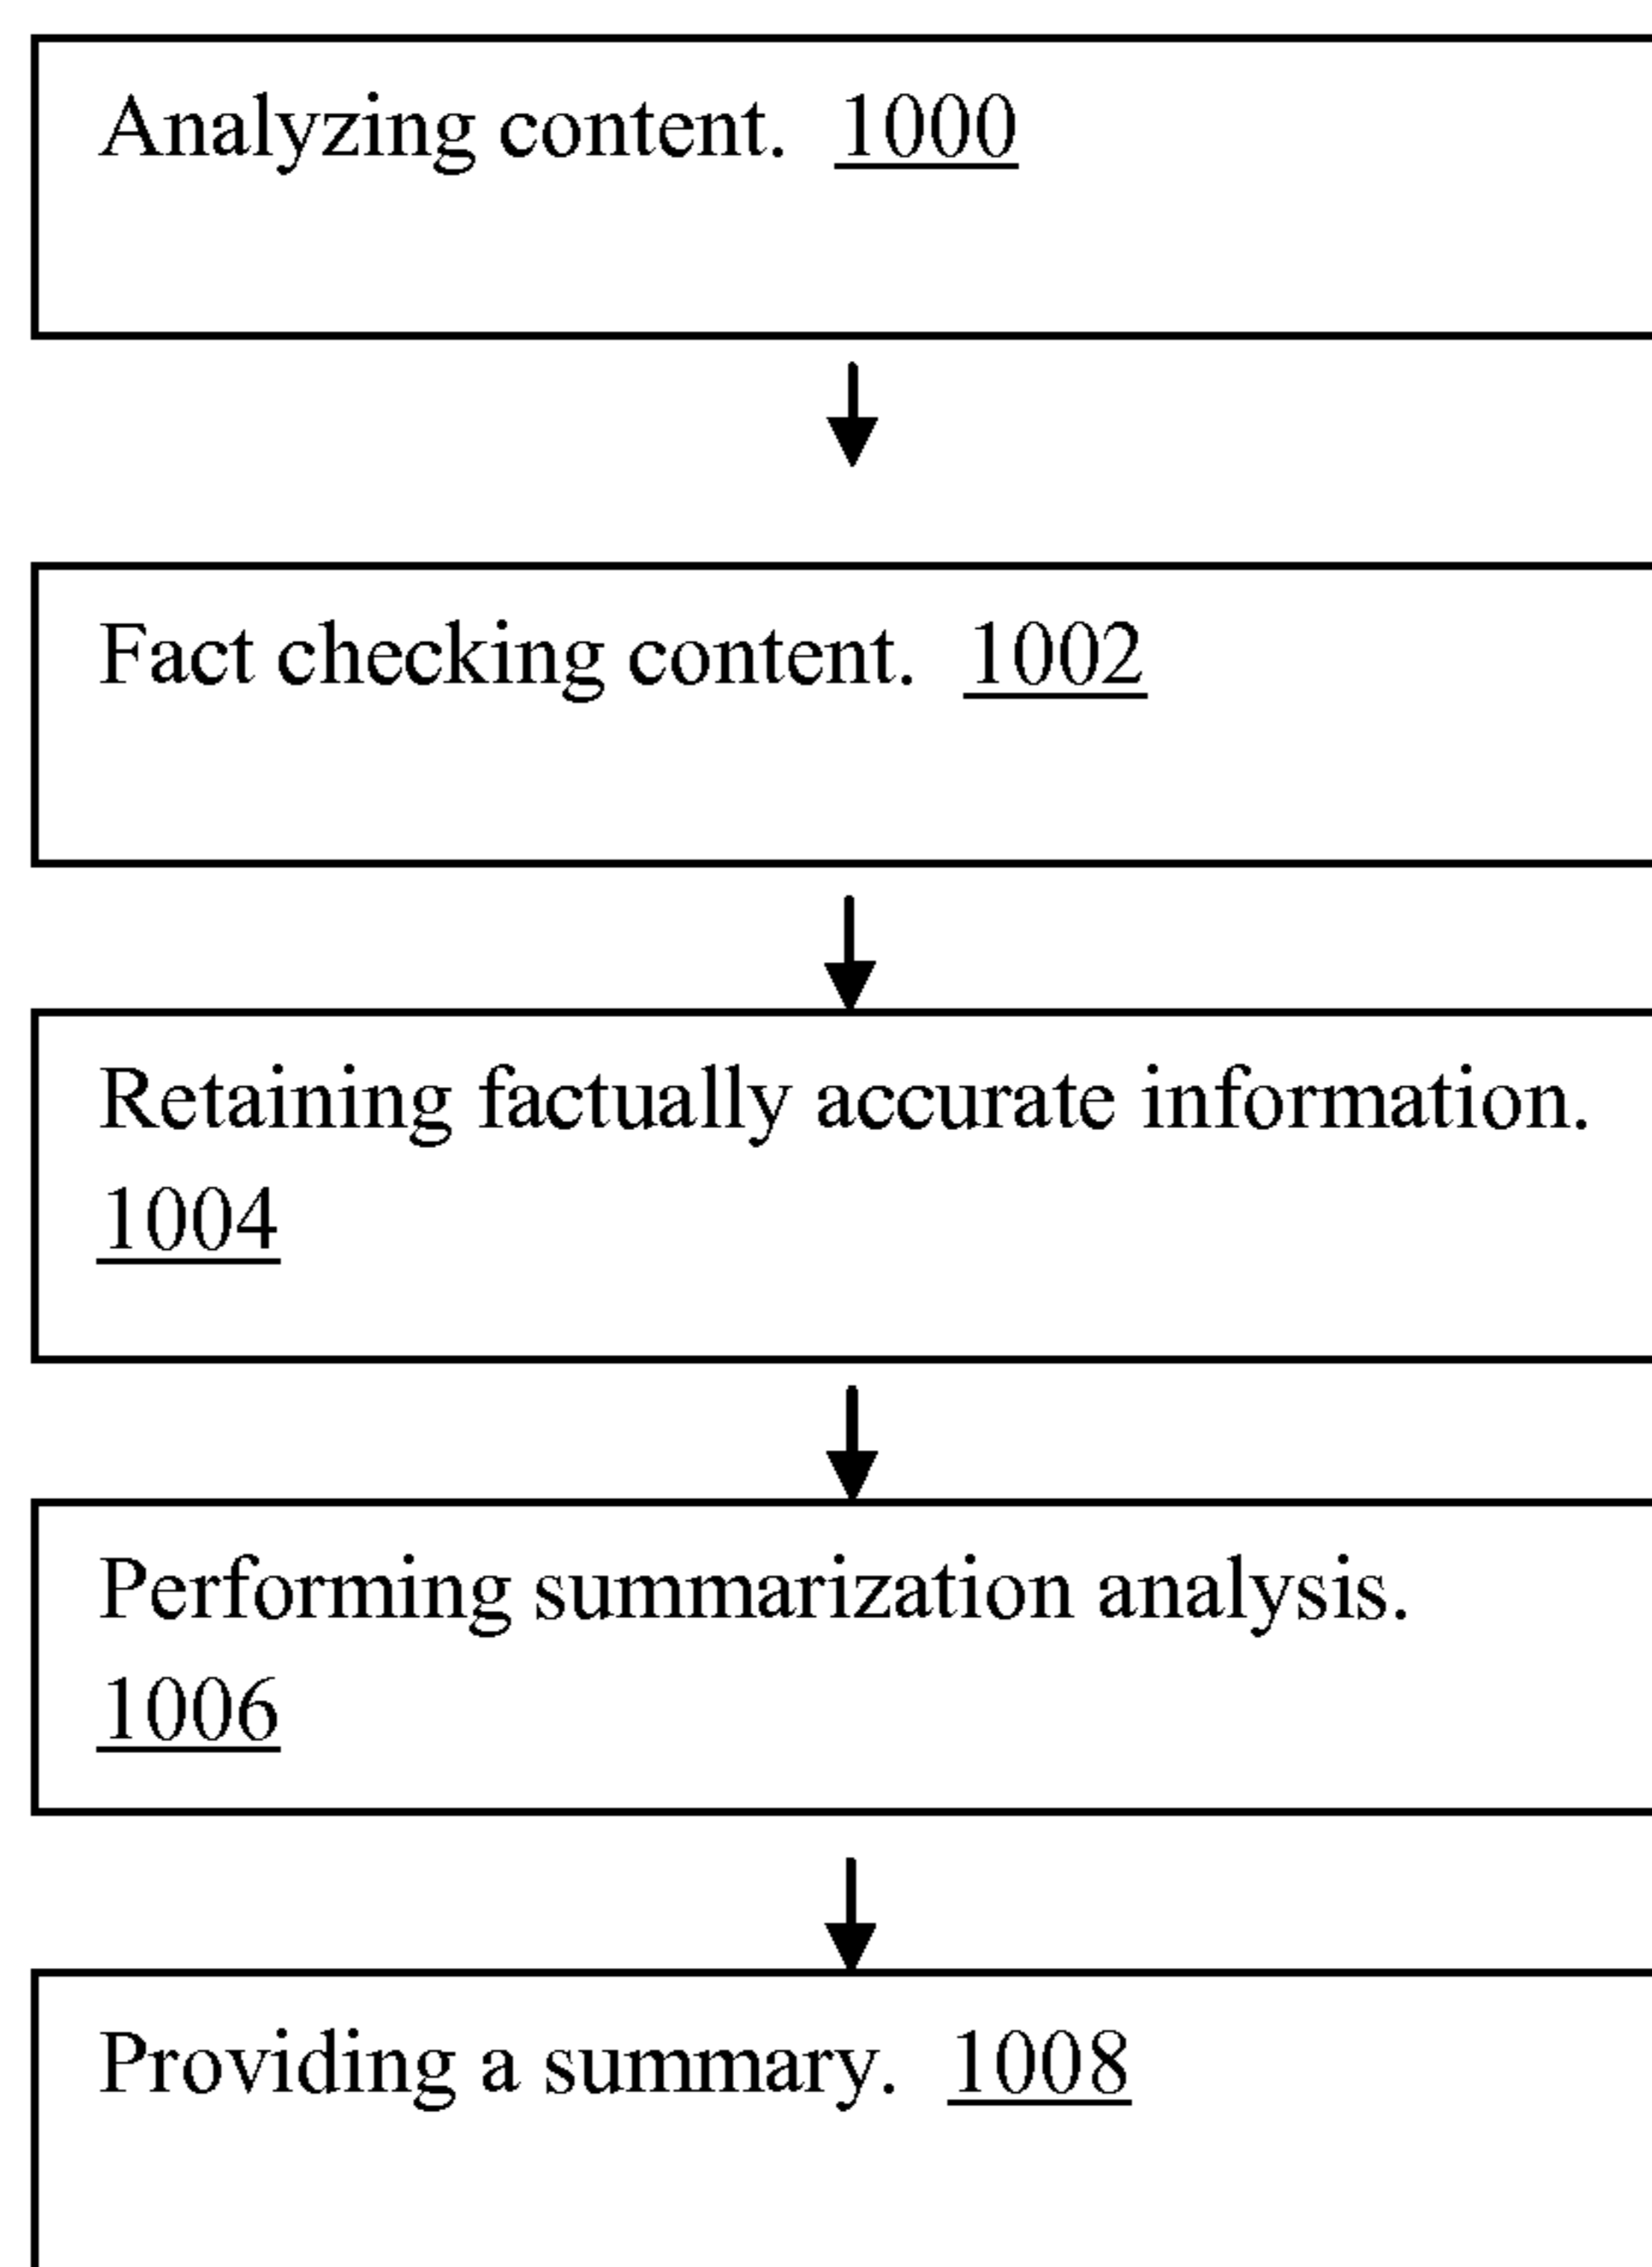 Analyzing content. 1000
Fact checking content. 1002
Retaining factually accurate information.
1004
Performing summarization analysis.
1006
Providing a summary. 1008